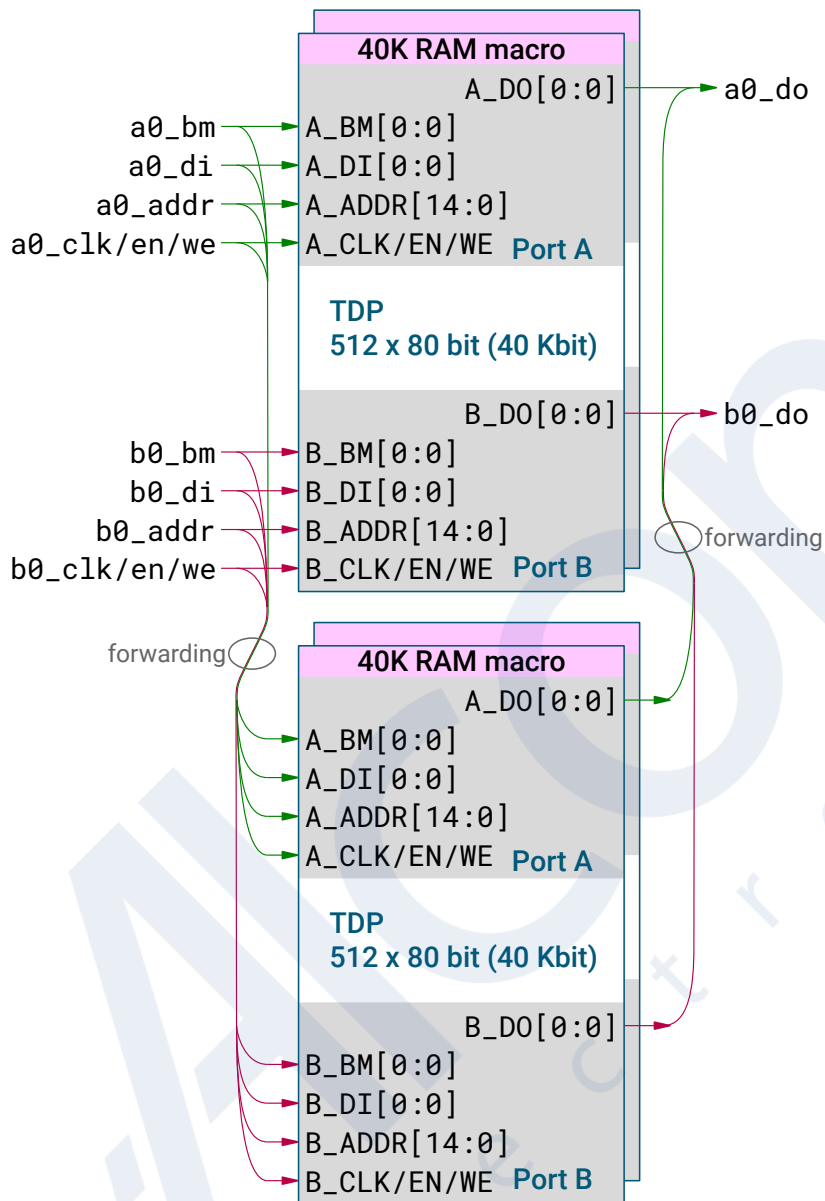 40K RAM macro
A_DO[0:0]
a0_do
a0_bm
A_BM[0:0]
a0_di
A_DI[0:0]
a0_addr
A_ADDR[14:0]
a0_clk/en/we
A_CLK/EN/WE
Port A
TDP
512 x 80 bit (40 Kbit)
B_DO[0:0]
b0_do
b0_bm
B_BM[0:0]
b0_di
B_DI[0:0]
b0_addr
B_ADDR[14:0]
forwarding
b0_clk/en/we
B_CLK/EN/WE
Port B
forwarding
40K RAM macro
A_DO[0:0]
A_BM[0:0]
A_DI[0:0]
A_ADDR[14:0]
A_CLK/EN/WE
Port A
TDP
512 x 80 bit (40 Kbit)
B_DO[0:0]
B_BM[0:0]
B_DI[0:0]
B_ADDR[14:0]
B_CLK/EN/WE
Port B